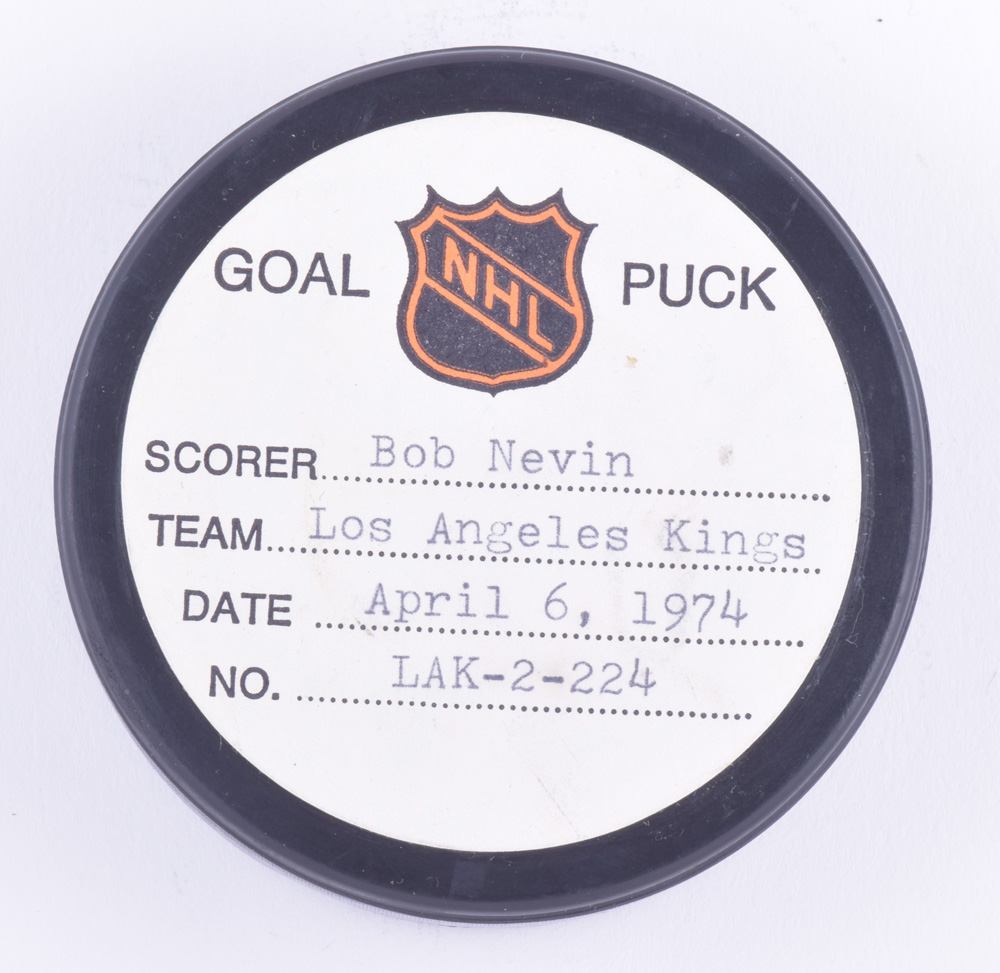 GOAL NHL PUCK
SCORER... Bob Nevin
TEAM... Los Angeles Kings
DATE ... April 6, 1974
NO. ... LAK-2-224